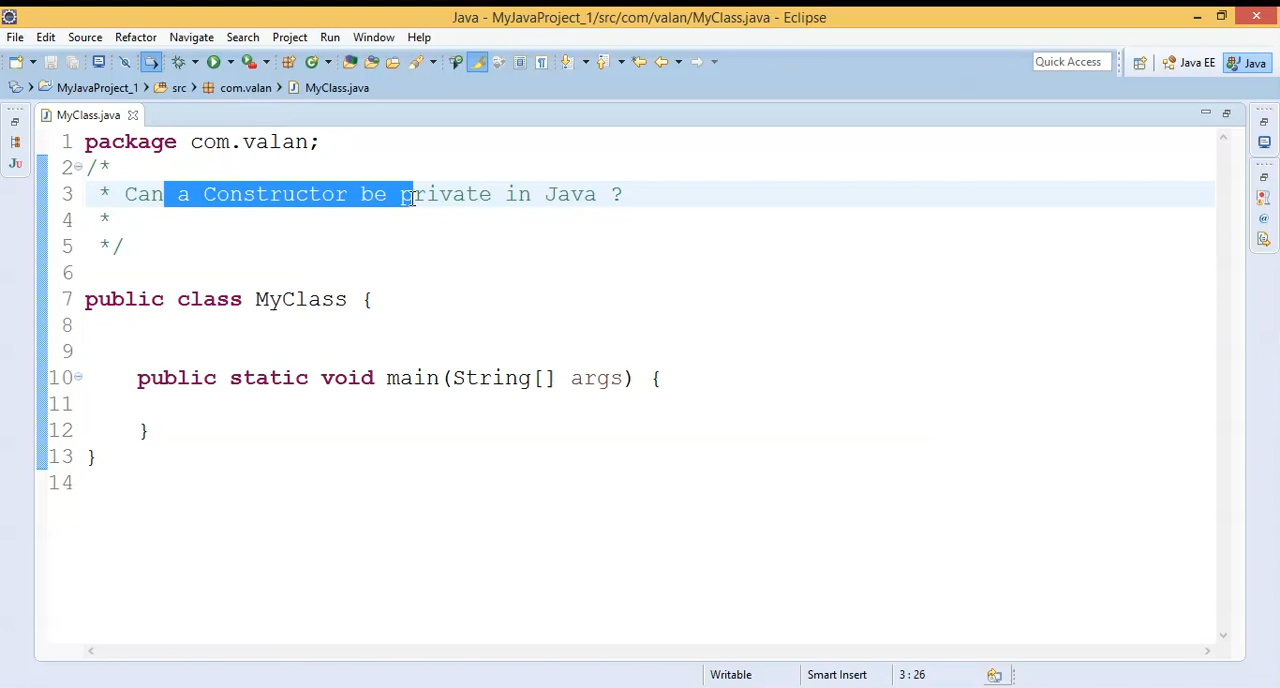 Java - MyJavaProject_1/src/com/valan/MyClass.java - Eclipse
File Edit Source Refactor Navigate Search Project Run Window Help
Quick Access Java EE Java
MyJavaProject_1 src com.valan MyClass.java
MyClass.java
1 package com.valan;
2 /*
3 * Can a Constructor be private in Java ?
4 *
5 */
6
7 public class MyClass {
8
9
10 public static void main(String[] args) {
11
12 }
13 }
14
Writable Smart Insert 3 : 26